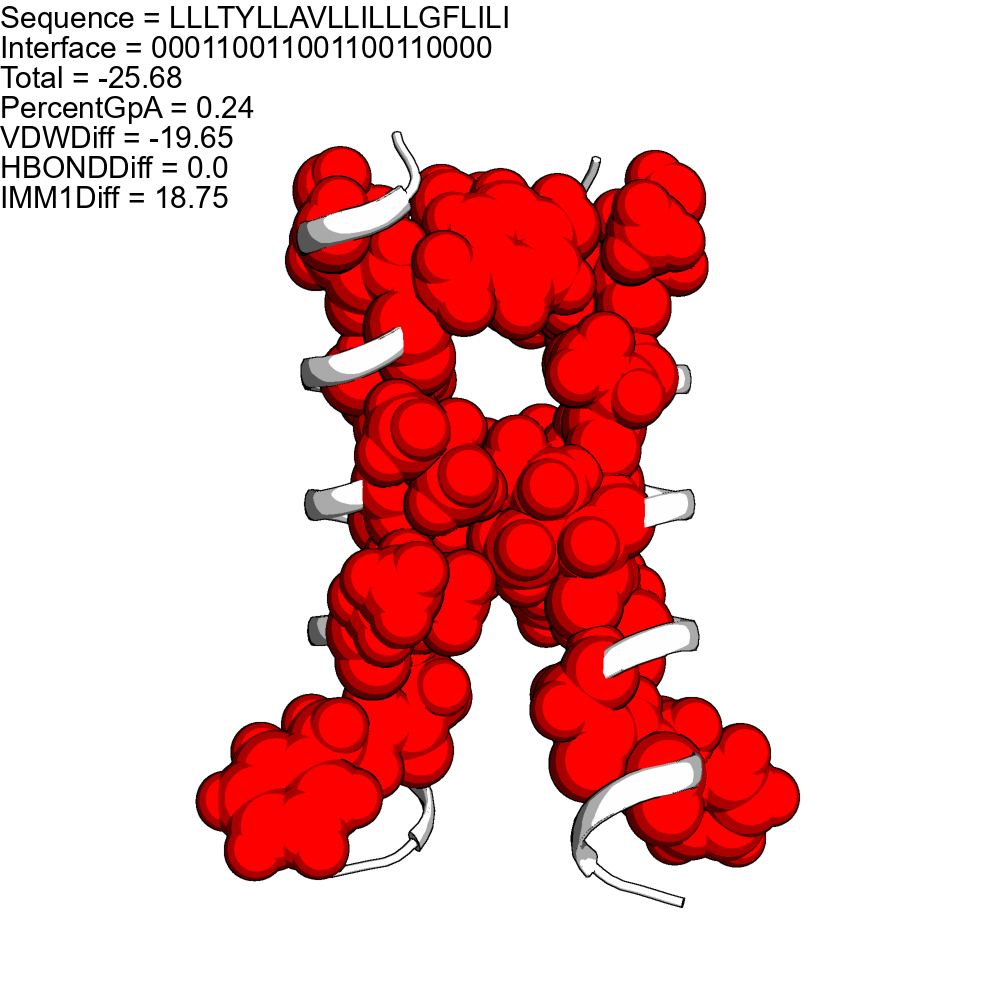 Sequence = LLLTYLLAVLLILLLGFLILI
Interface = 000110011001100110000
Total = -25.68
PercentGpA = 0.24
VDWDiff = -19.65
HBONDDiff = 0.0
IMM1Diff = 18.75